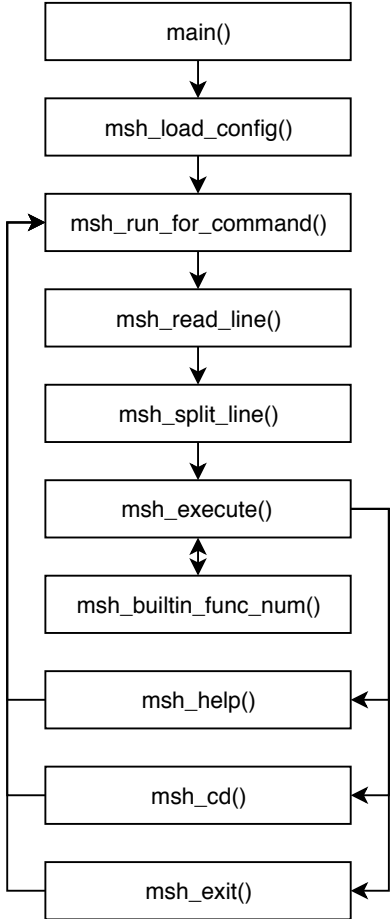 main()
msh_load_config()
msh_run_for_command()
msh_read_line()
msh_split_line()
msh_execute()
msh_builtin_func_num()
msh_help()
msh_cd()
msh_exit()